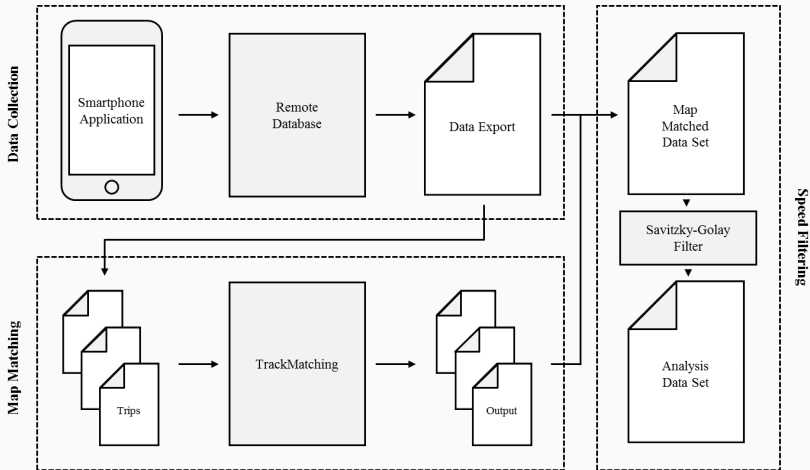 Data Collection
Smartphone
Application
Remote
Database
Data Export
Map
Matched
Data Set
Savitzky-Golay
Filter
Speed Filtering
Map Matching
Trips
TrackMatching
Output
Analysis
Data Set